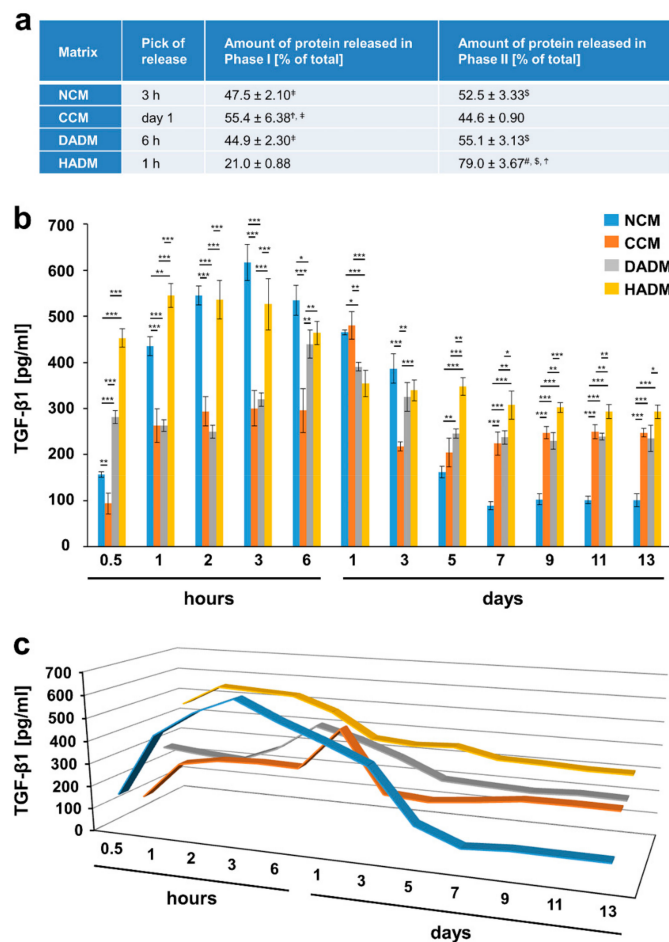 a
Matrix Pick of release Amount of protein released in Phase I [% of total] Amount of protein released in Phase II [% of total]
NCM 3 h 47.5 ± 2.10‡ 52.5 ± 3.33$
CCM day 1 55.4 ± 6.38†, ‡ 44.6 ± 0.90
DADM 6 h 44.9 ± 2.30‡ 55.1 ± 3.13$
HADM 1 h 21.0 ± 0.88 79.0 ± 3.67#, $, †
b
TGF-β1 [pg/ml]
700
600
500
400
300
200
100
0
NCM
CCM
DADM
HADM
0.5 1 2 3 6 1 3 5 7 9 11 13
hours days
c
TGF-β1 [pg/ml]
700
600
500
400
300
200
100
0
0.5 1 2 3 6 1 3 5 7 9 11 13
hours days